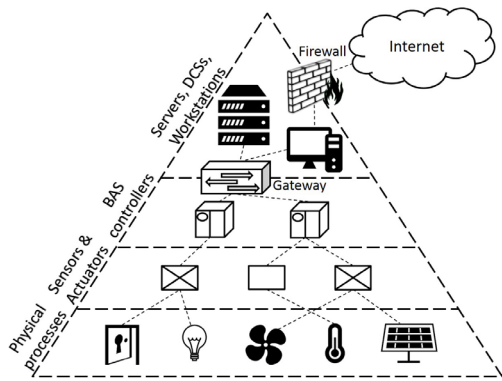 Internet
Firewall
Servers, DCSs,
Workstations
Gateway
BAS
controllers
Sensors &
Actuators
Physical
processes